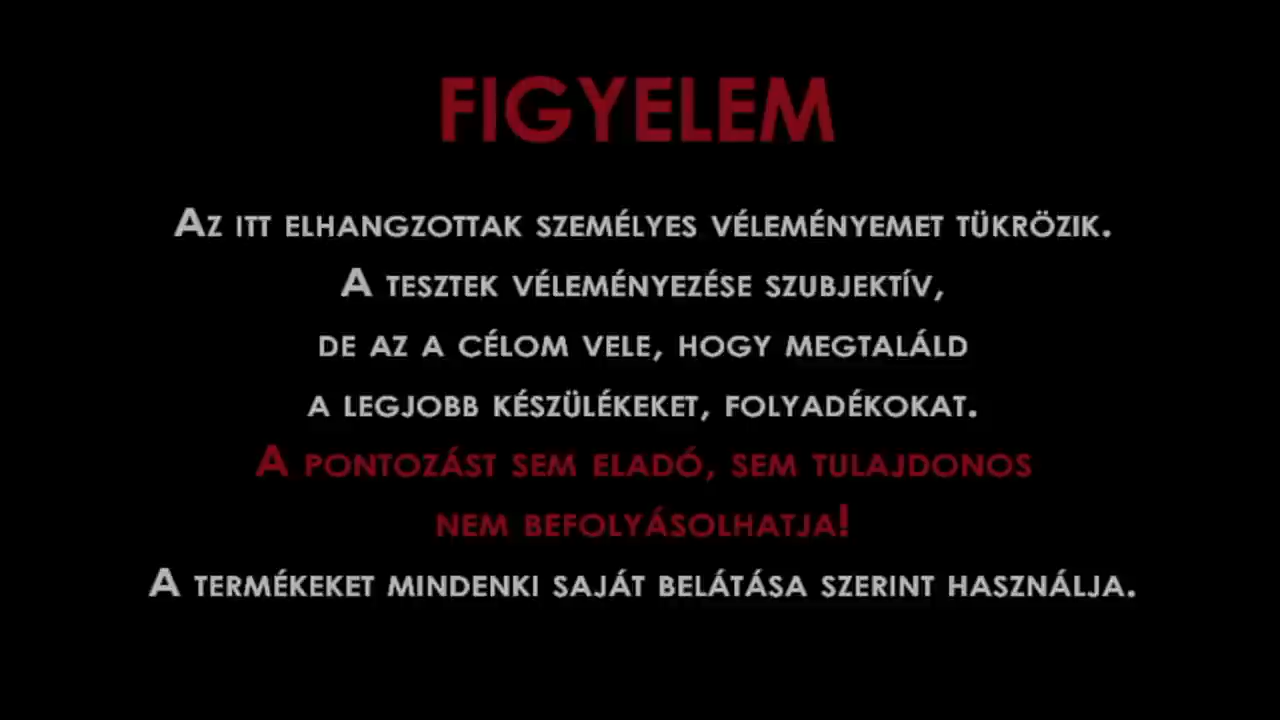 FIGYELEM
Az itt elhangzottak személyes véleményemet tükrözik.
A tesztek véleményezése szubjektív,
de az a célom vele, hogy megtaláld
a legjobb készülékeket, folyadékokat.
A pontozást sem eladó, sem tulajdonos
nem befolyásolhatja!
A termékeket mindenki saját belátása szerint használja.